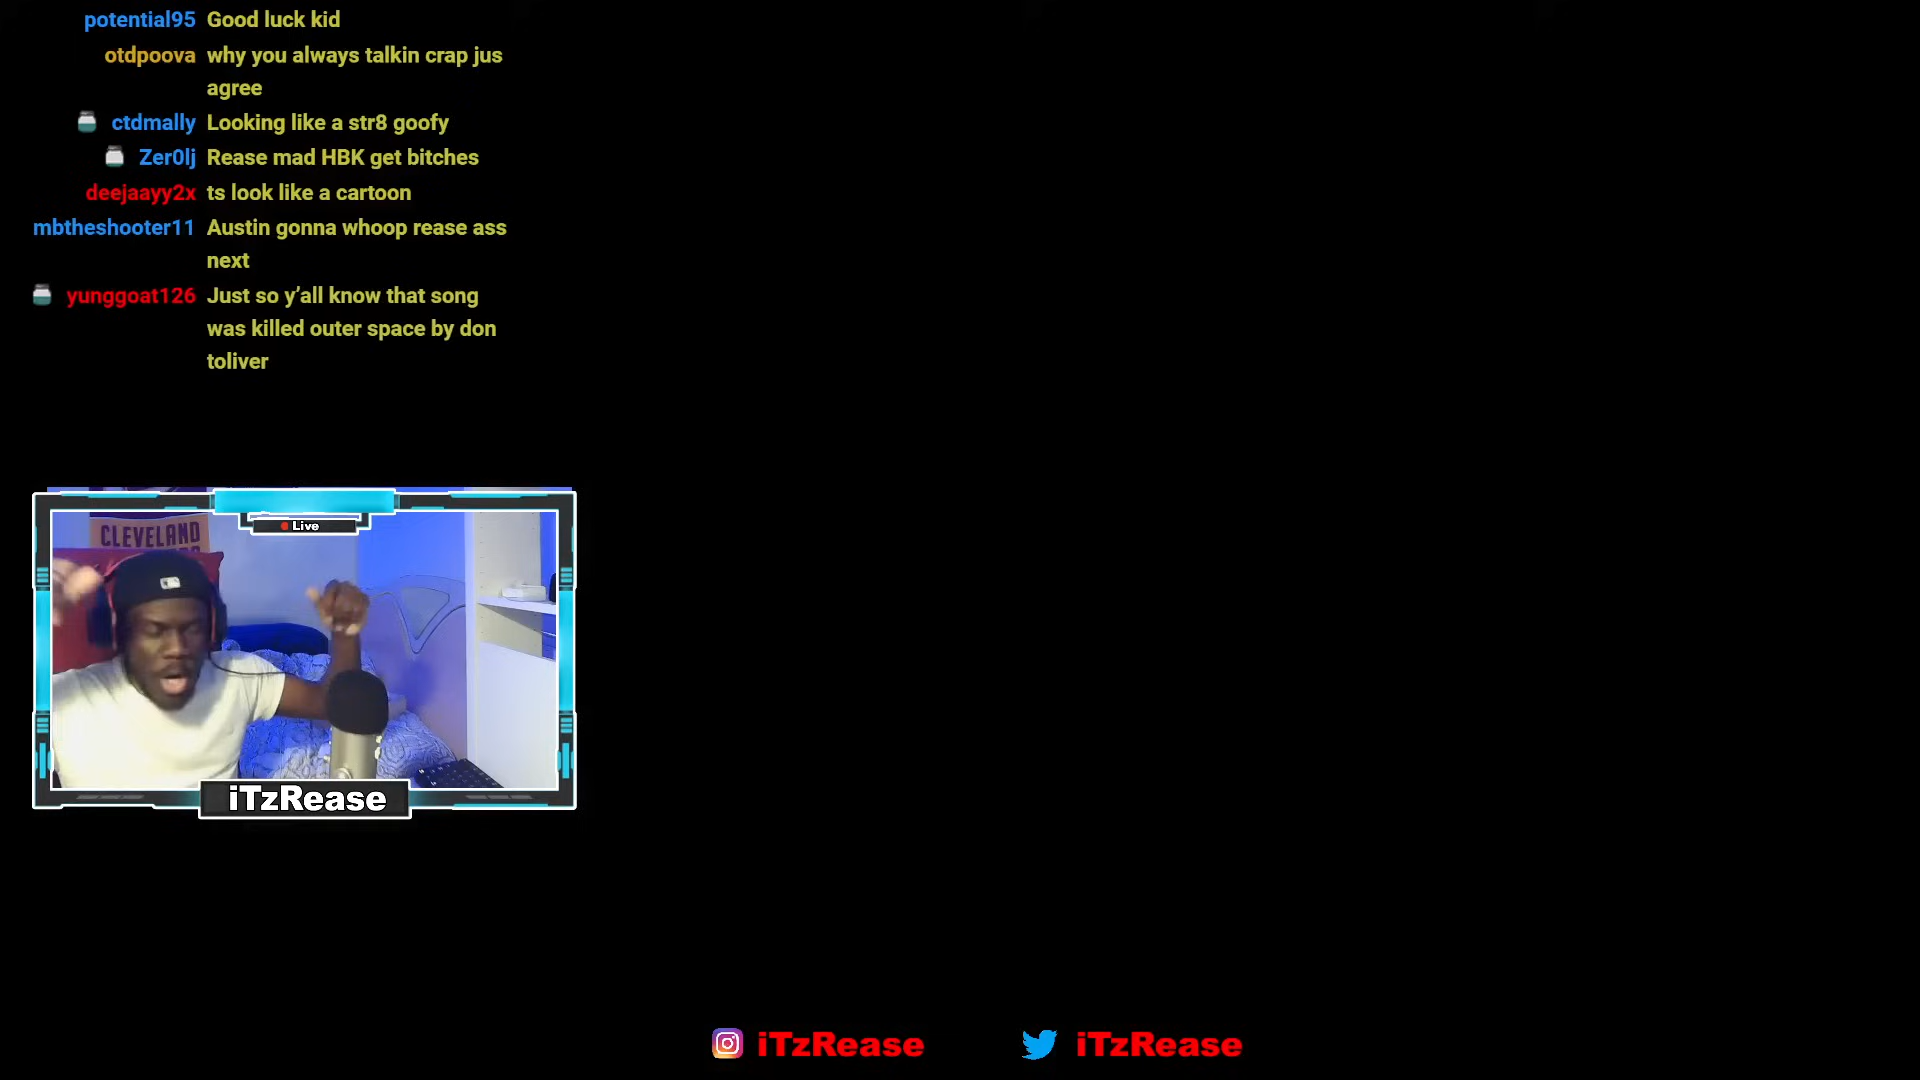 potential95 Good luck kid
otdpoova why you always talkin crap jus
agree
ctdmally Looking like a str8 goofy
Zer0lj Rease mad HBK get bitches
deejaayy2x ts look like a cartoon
mbtheshooter11 Austin gonna whoop rease ass
next
yunggoat126 Just so y’all know that song
was killed outer space by don
toliver
Live
CLEVELAND
iTzRease
iTzRease
iTzRease